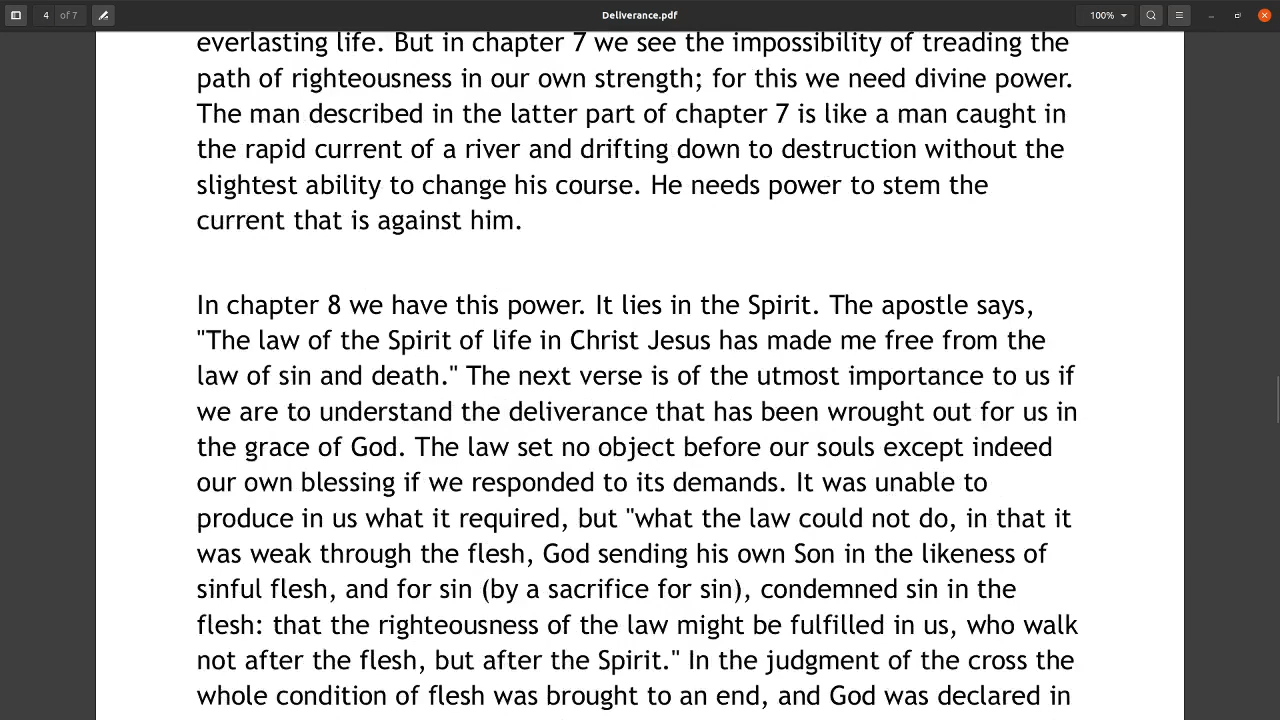 4 of 7
Deliverance.pdf
100%
everlasting life. But in chapter 7 we see the impossibility of treading the
path of righteousness in our own strength; for this we need divine power.
The man described in the latter part of chapter 7 is like a man caught in
the rapid current of a river and drifting down to destruction without the
slightest ability to change his course. He needs power to stem the
current that is against him.
In chapter 8 we have this power. It lies in the Spirit. The apostle says,
"The law of the Spirit of life in Christ Jesus has made me free from the
law of sin and death." The next verse is of the utmost importance to us if
we are to understand the deliverance that has been wrought out for us in
the grace of God. The law set no object before our souls except indeed
our own blessing if we responded to its demands. It was unable to
produce in us what it required, but "what the law could not do, in that it
was weak through the flesh, God sending his own Son in the likeness of
sinful flesh, and for sin (by a sacrifice for sin), condemned sin in the
flesh: that the righteousness of the law might be fulfilled in us, who walk
not after the flesh, but after the Spirit." In the judgment of the cross the
whole condition of flesh was brought to an end, and God was declared in